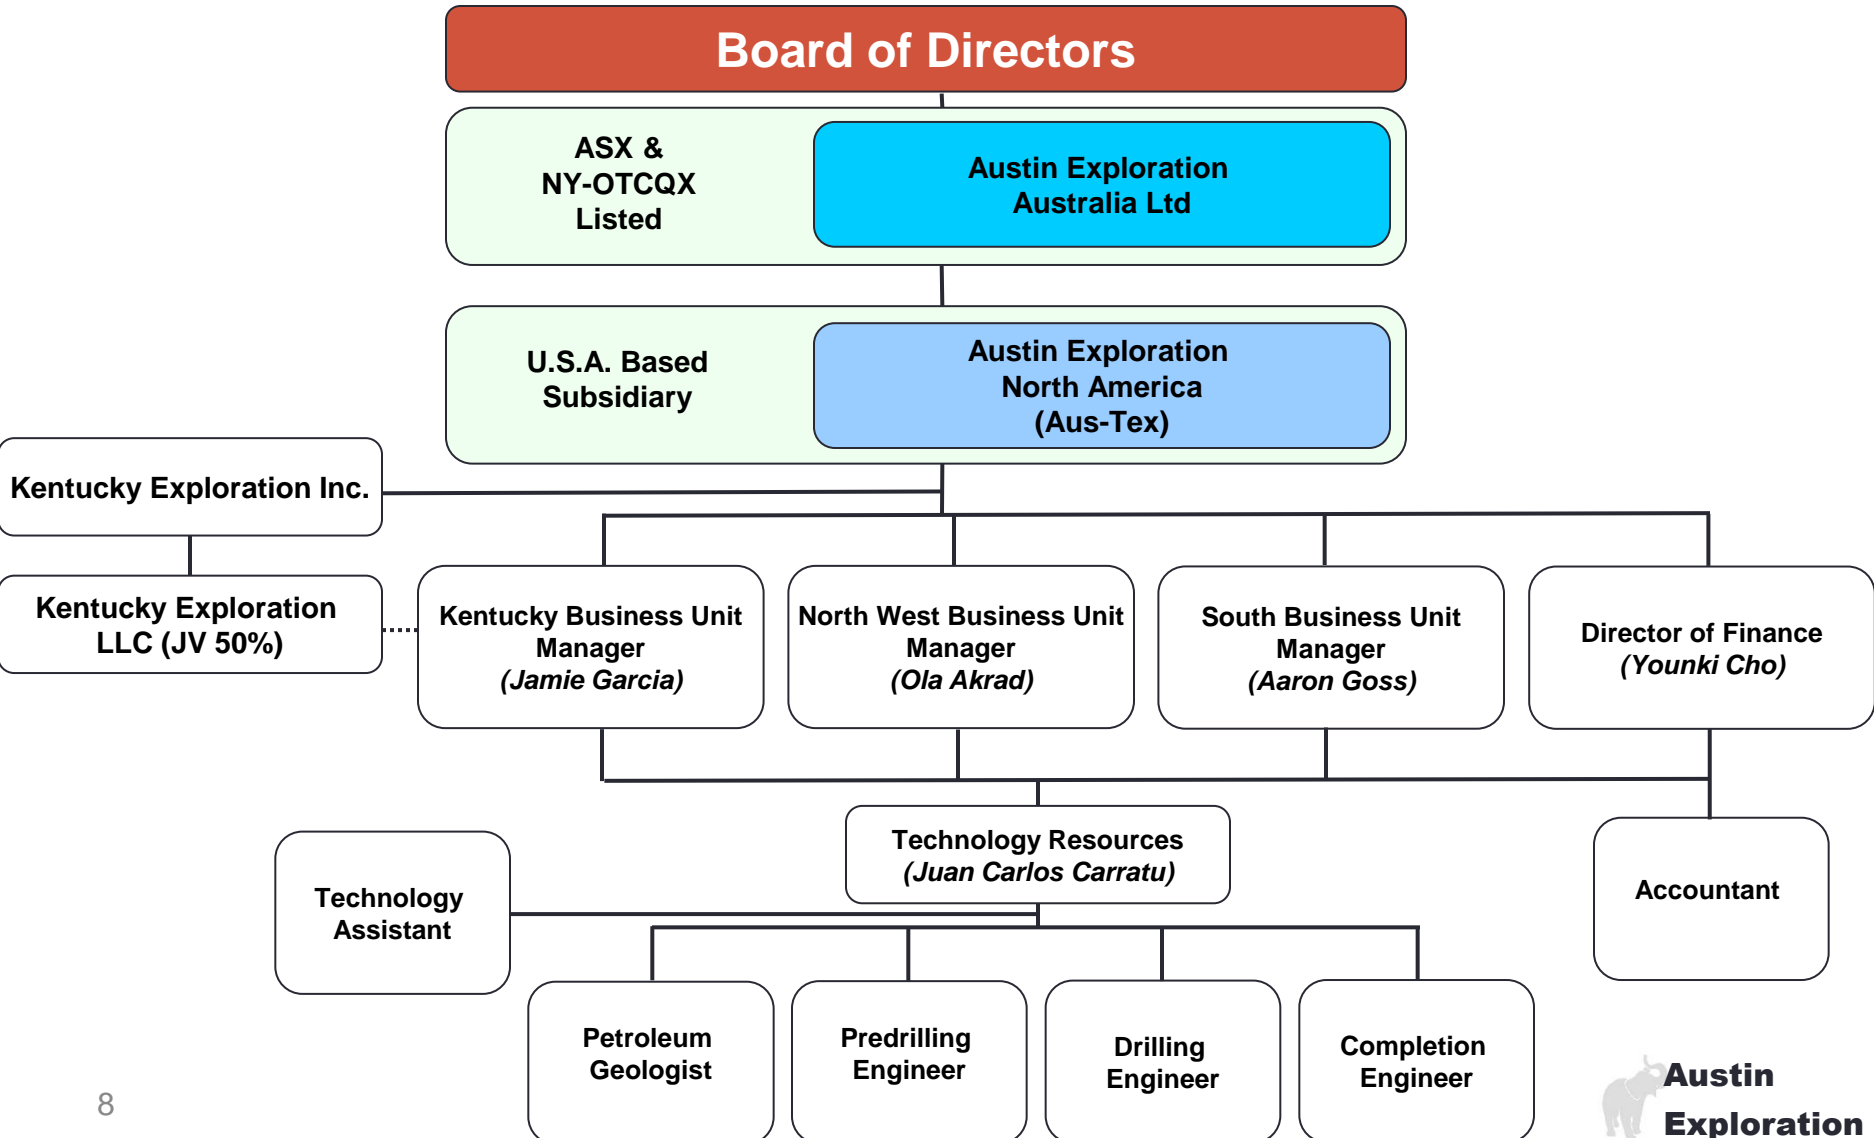 Board of Directors
ASX &
NY-OTCQX
Listed
Austin Exploration
Australia Ltd
U.S.A. Based
Subsidiary
Austin Exploration
North America
(Aus-Tex)
Kentucky Exploration Inc.
Kentucky Exploration
LLC (JV 50%)
Kentucky Business Unit
Manager
(Jamie Garcia)
North West Business Unit
Manager
(Ola Akrad)
South Business Unit
Manager
(Aaron Goss)
Director of Finance
(Younki Cho)
Technology Resources
(Juan Carlos Carratu)
Technology
Assistant
Accountant
Petroleum
Geologist
Predrilling
Engineer
Drilling
Engineer
Completion
Engineer
8
Austin
Exploration